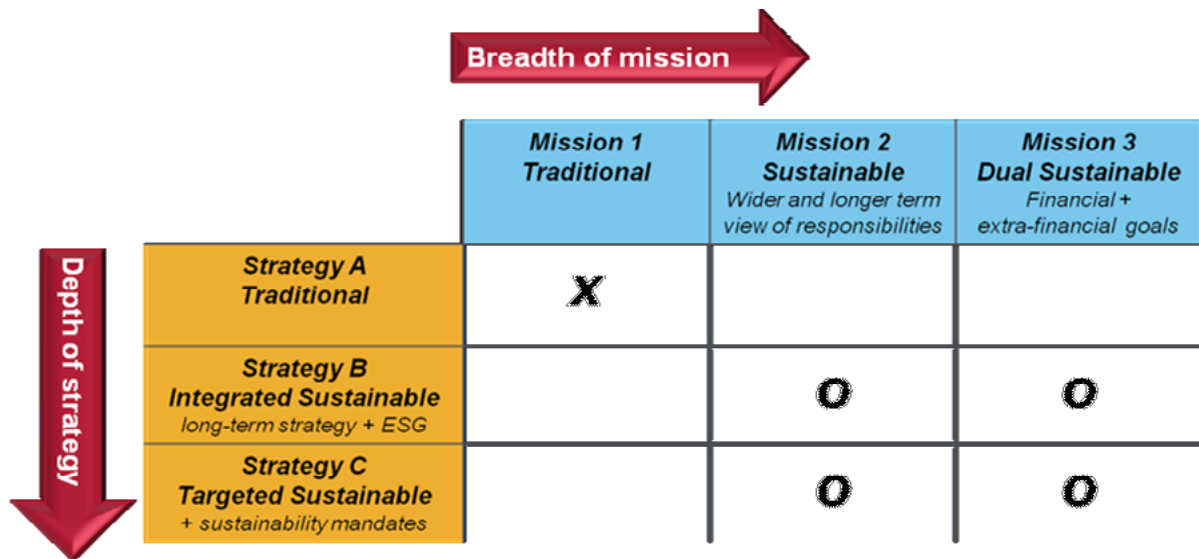 Breadth of mission
Mission 1
Traditional
Mission 2
Sustainable
Wider and longer term
view of responsibilities
Mission 3
Dual Sustainable
Financial +
extra-financial goals
Depth of strategy
Strategy A
Traditional
X
Strategy B
Integrated Sustainable
long-term strategy + ESG
O
O
Strategy C
Targeted Sustainable
+ sustainability mandates
O
O